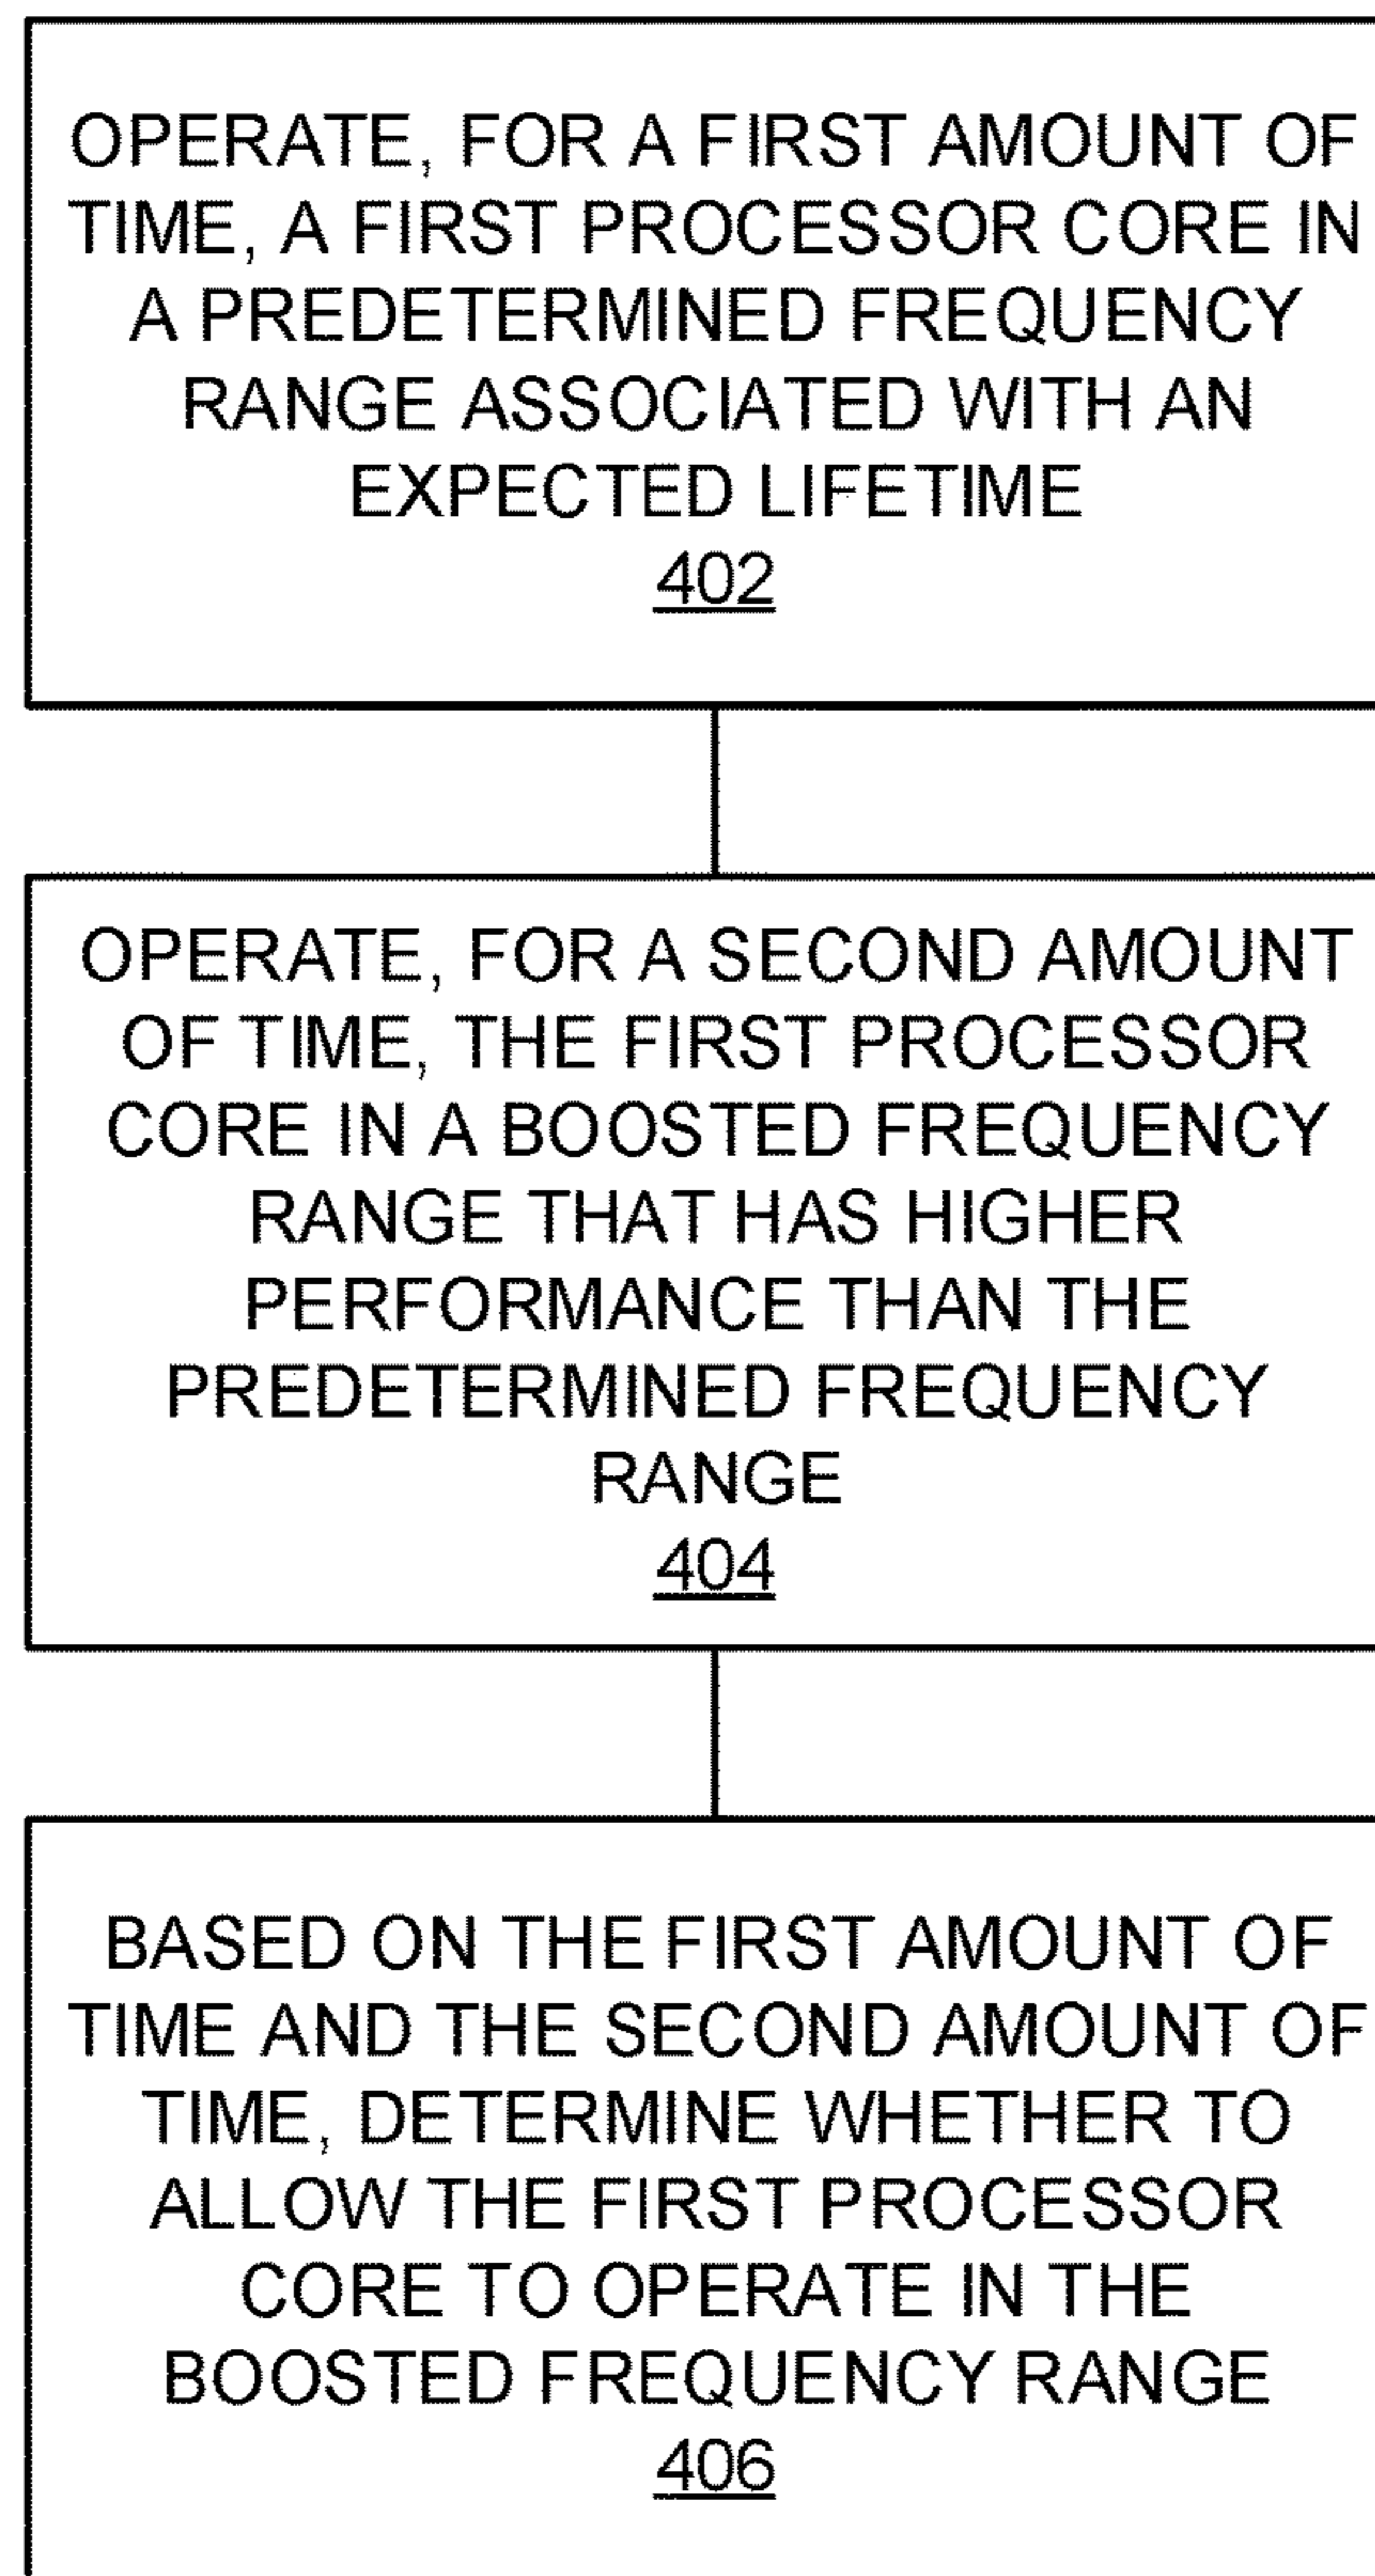 OPERATE, FOR A FIRST AMOUNT OF
TIME, A FIRST PROCESSOR CORE IN
A PREDETERMINED FREQUENCY
RANGE ASSOCIATED WITH AN
EXPECTED LIFETIME
402
OPERATE, FOR A SECOND AMOUNT
OF TIME, THE FIRST PROCESSOR
CORE IN A BOOSTED FREQUENCY
RANGE THAT HAS HIGHER
PERFORMANCE THAN THE
PREDETERMINED FREQUENCY
RANGE
404
BASED ON THE FIRST AMOUNT OF
TIME AND THE SECOND AMOUNT OF
TIME, DETERMINE WHETHER TO
ALLOW THE FIRST PROCESSOR
CORE TO OPERATE IN THE
BOOSTED FREQUENCY RANGE
406